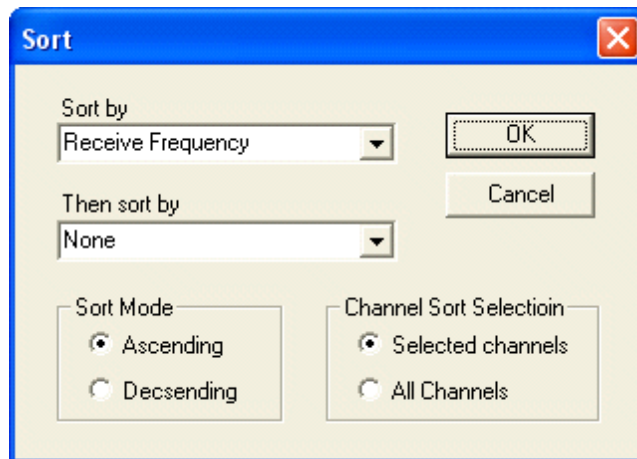 Sort
Sort by
Receive Frequency
OK
Then sort by
None
Cancel
Sort Mode
Ascending
Decsending
Channel Sort Selectioin
Selected channels
All Channels